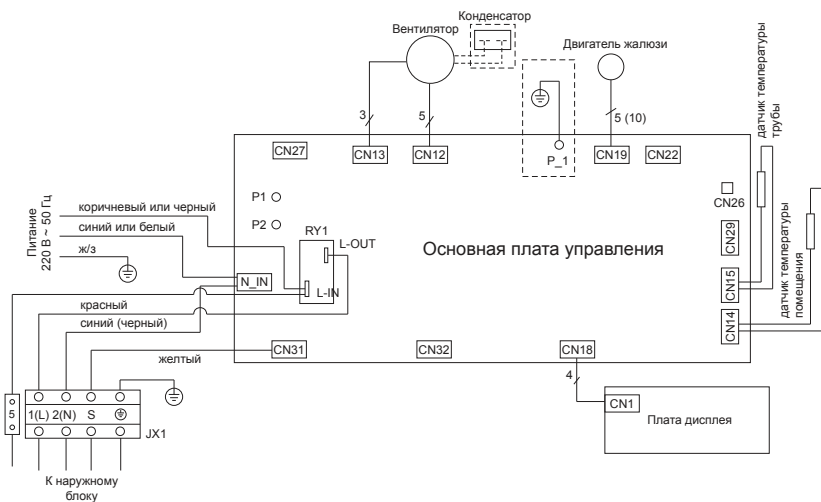 Конденсатор
Вентилятор
Двигатель жалюзи
3
5
5 (10)
датчик температуры
трубы
CN27
CN13
CN12
P_1
CN19
CN22
P1
P2
CN26
коричневый или черный
синий или белый
ж/з
Питание
220 В ~ 50 Гц
RY1
L-OUT
L-IN
N_IN
Основная плата управления
CN29
CN15
CN14
датчик температуры
помещения
красный
синий (черный)
желтый
CN31
CN32
CN18
4
CN1
Плата дисплея
5
1(L) 2(N) S
JX1
К наружному
блоку